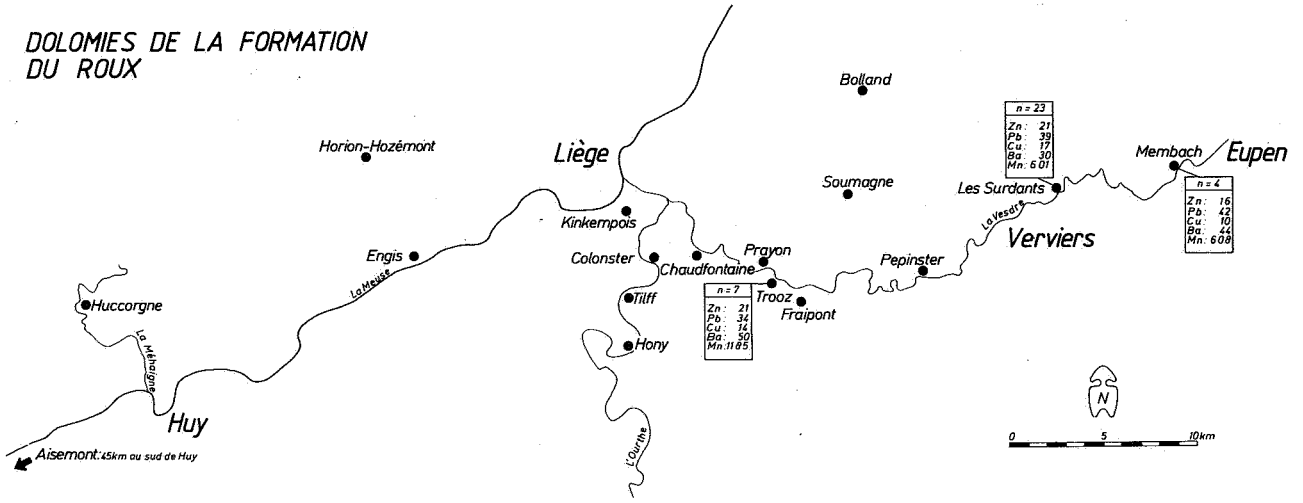 DOLOMIES DE LA FORMATION
DU ROUX
Bolland
n = 23
Zn: 21
Pb: 39
Cu: 17
Ba: 30
Mn: 601
Horion-Hozémont
Liège
Membach
Eupen
Soumagne
Les Surdants
n = 4
Zn: 16
Pb: 42
Cu: 10
Ba: 44
Mn: 608
Kinkempois
La Vesdre
Verviers
Engis
Colonster
Chaudfontaine
Prayon
Pepinster
La Meuse
n = 7
Zn: 21
Pb: 34
Cu: 14
Ba: 50
Mn: 1185
Trooz
Fraipont
Huccorgne
Tilff
La Méhaigne
Hony
N
Huy
L'Ourthe
0 5 10km
Aisemont: 45km au sud de Huy